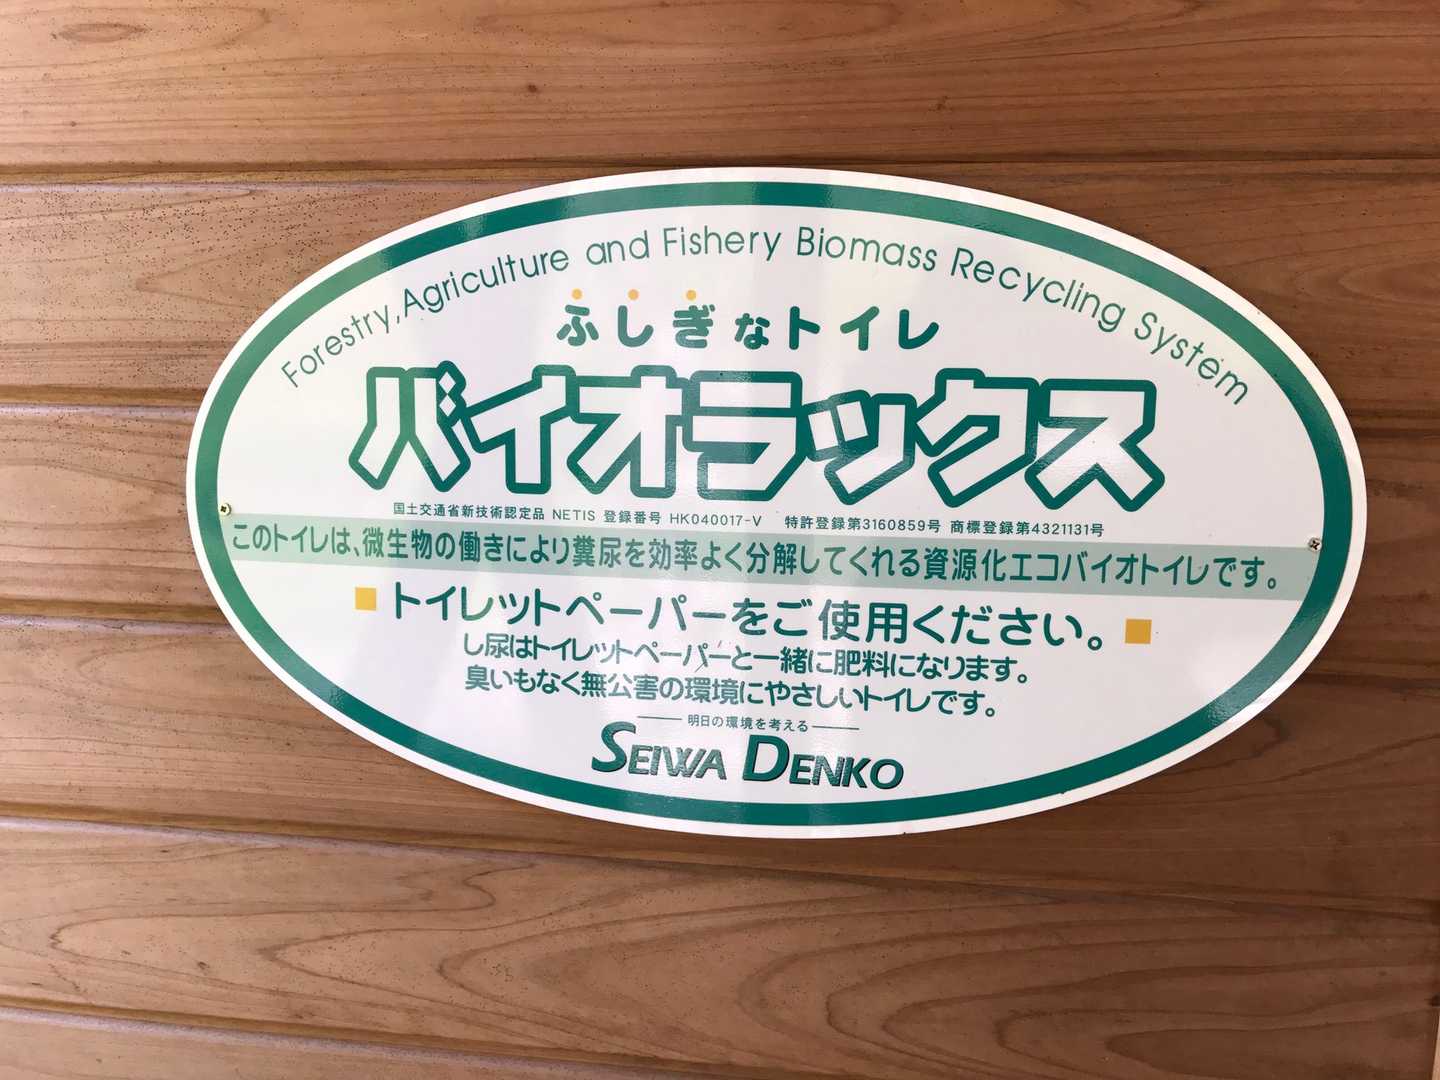 Forestry,Agriculture and Fishery Biomass Recycling System
ふしぎなトイレ
バイオラックス
国土交通省新技術認定品 NETIS 登録番号 HK040017-V 特許登録第3160859号 商標登録第4321131号
このトイレは、微生物の働きにより糞尿を効率よく分解してくれる資源化エコバイオトイレです。
■トイレットペーパーをご使用ください。■
し尿はトイレットペーパーと一緒に肥料になります。
臭いもなく無公害の環境にやさしいトイレです。
明日の環境を考える
SEIWA DENKO